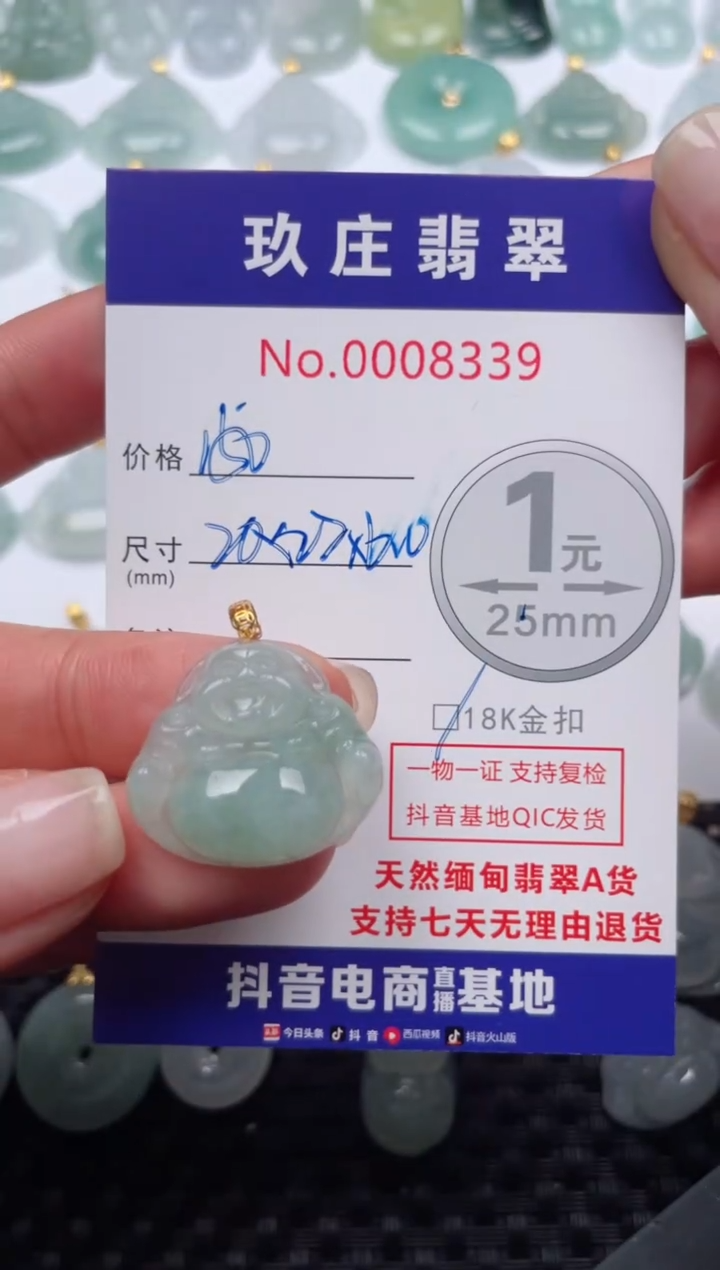 玖庄翡翠
No.0008339
价格 150
尺寸
(mm)
1元
25mm
□18K金扣
一物一证 支持复检
抖音基地QIC发货
天然缅甸翡翠A货
支持七天无理由退货
抖音电商直播基地
今日头条 抖音 西瓜视频 抖音火山版